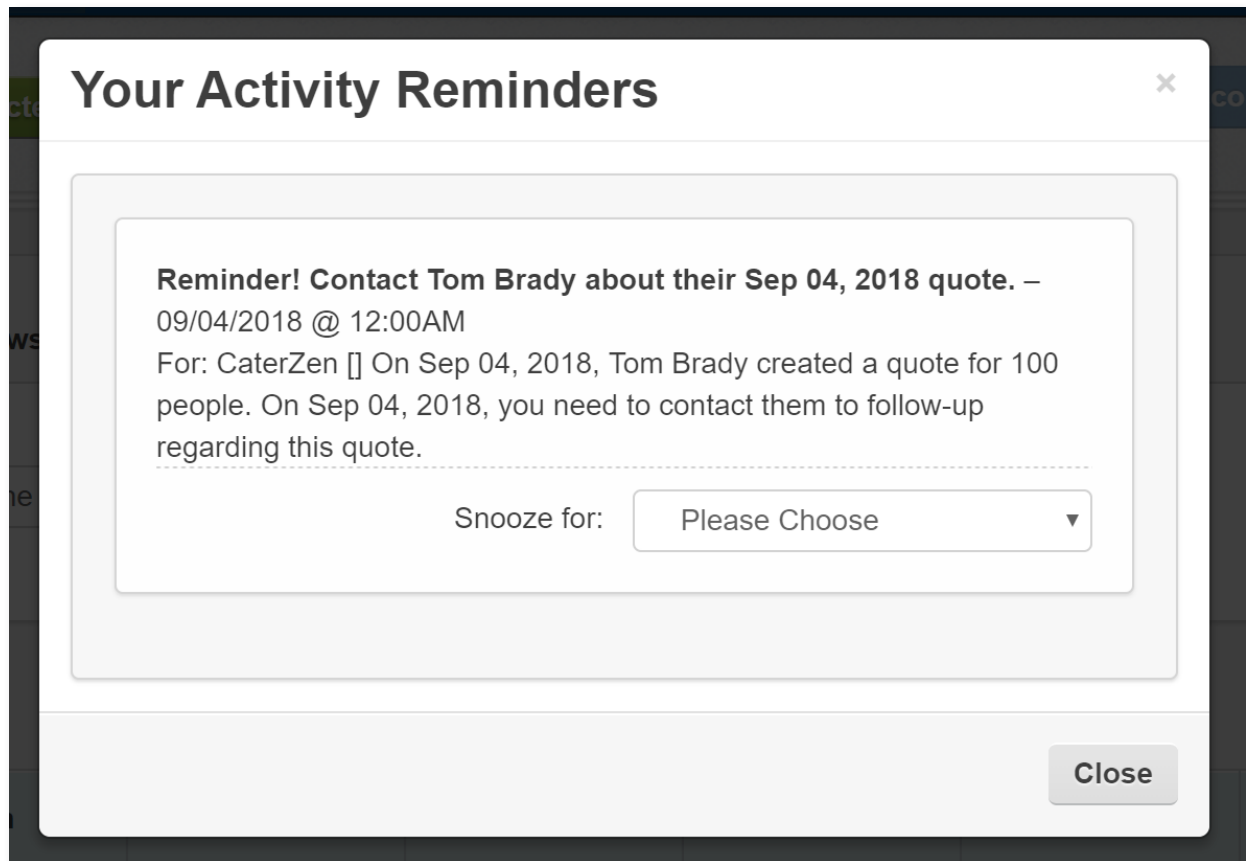 Your Activity Reminders
×
Reminder! Contact Tom Brady about their Sep 04, 2018 quote. –
09/04/2018 @ 12:00AM
For: CaterZen [] On Sep 04, 2018, Tom Brady created a quote for 100
people. On Sep 04, 2018, you need to contact them to follow-up
regarding this quote.
Snooze for: Please Choose ▼
Close